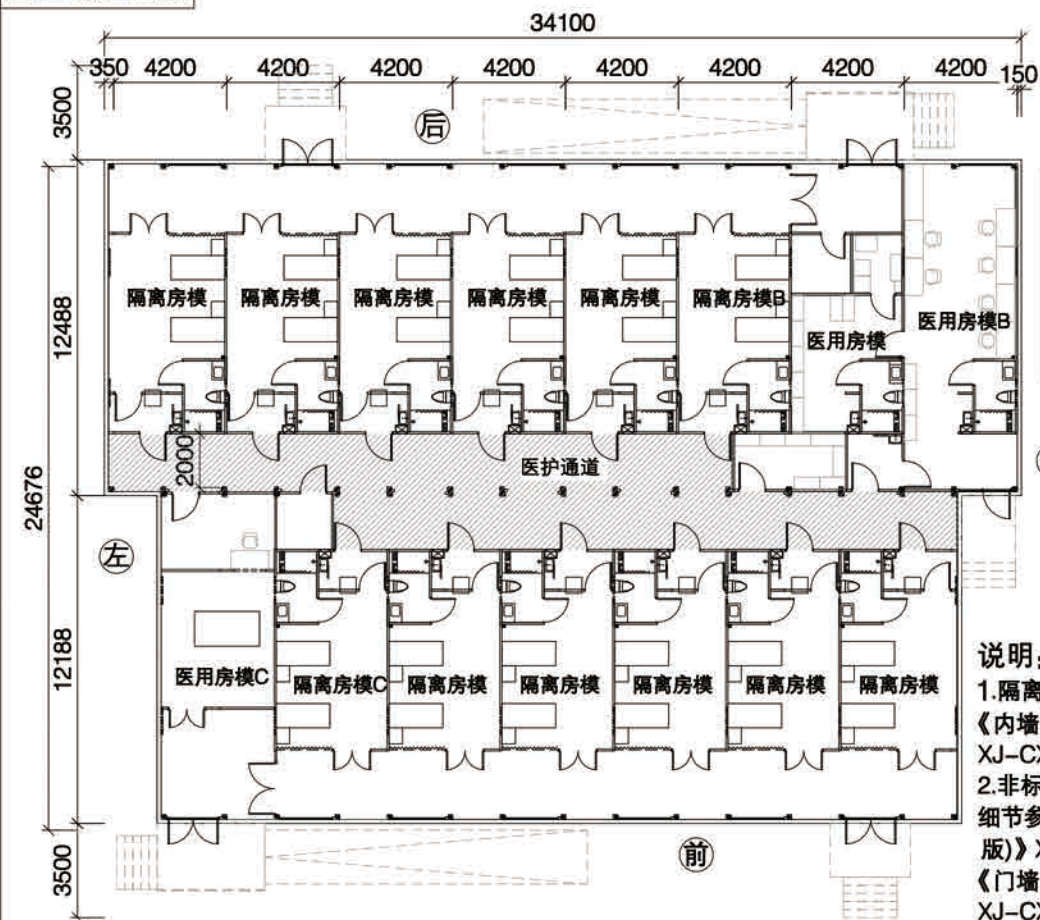 34100
350 4200 4200 4200 4200 4200 4200 4200 4200 150
3500
后
12488
24676
隔离房模 隔离房模 隔离房模 隔离房模 隔离房模 隔离房模B
医用房模 医用房模B
2000
医护通道
左
12188
医用房模C 隔离房模C 隔离房模 隔离房模 隔离房模 隔离房模 隔离房模
说明:
1.隔离
《内墙
XJ-CX
2.非标
细节参
版)》X
《门墙
XJ-CX
前
3500